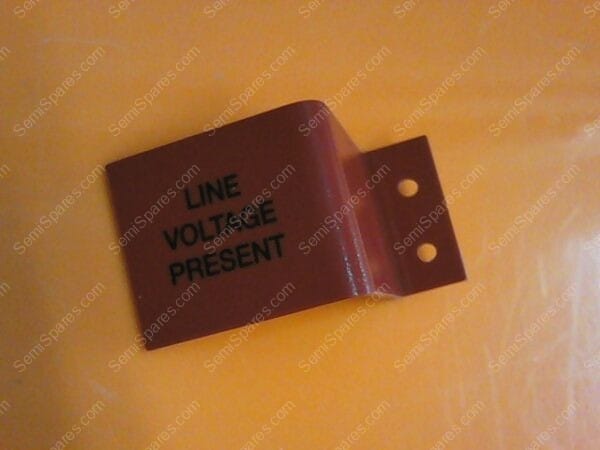 LINE
VOLTAGE
PRESENT
SemiSpares.com